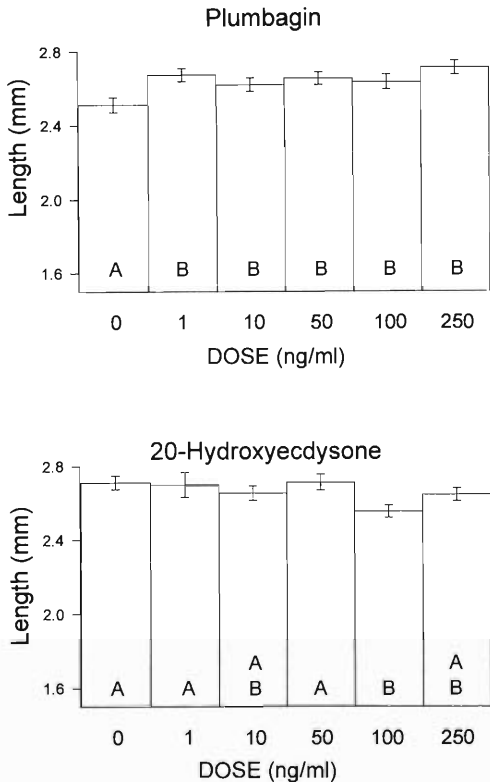 Plumbagin
Length (mm)
2.8
2.4
2.0
1.6
A B B B B B
0 1 10 50 100 250
DOSE (ng/ml)
20-Hydroxyecdysone
Length (mm)
2.8
2.4
2.0
1.6
A A
A A B A B B
0 1 10 50 100 250
DOSE (ng/ml)